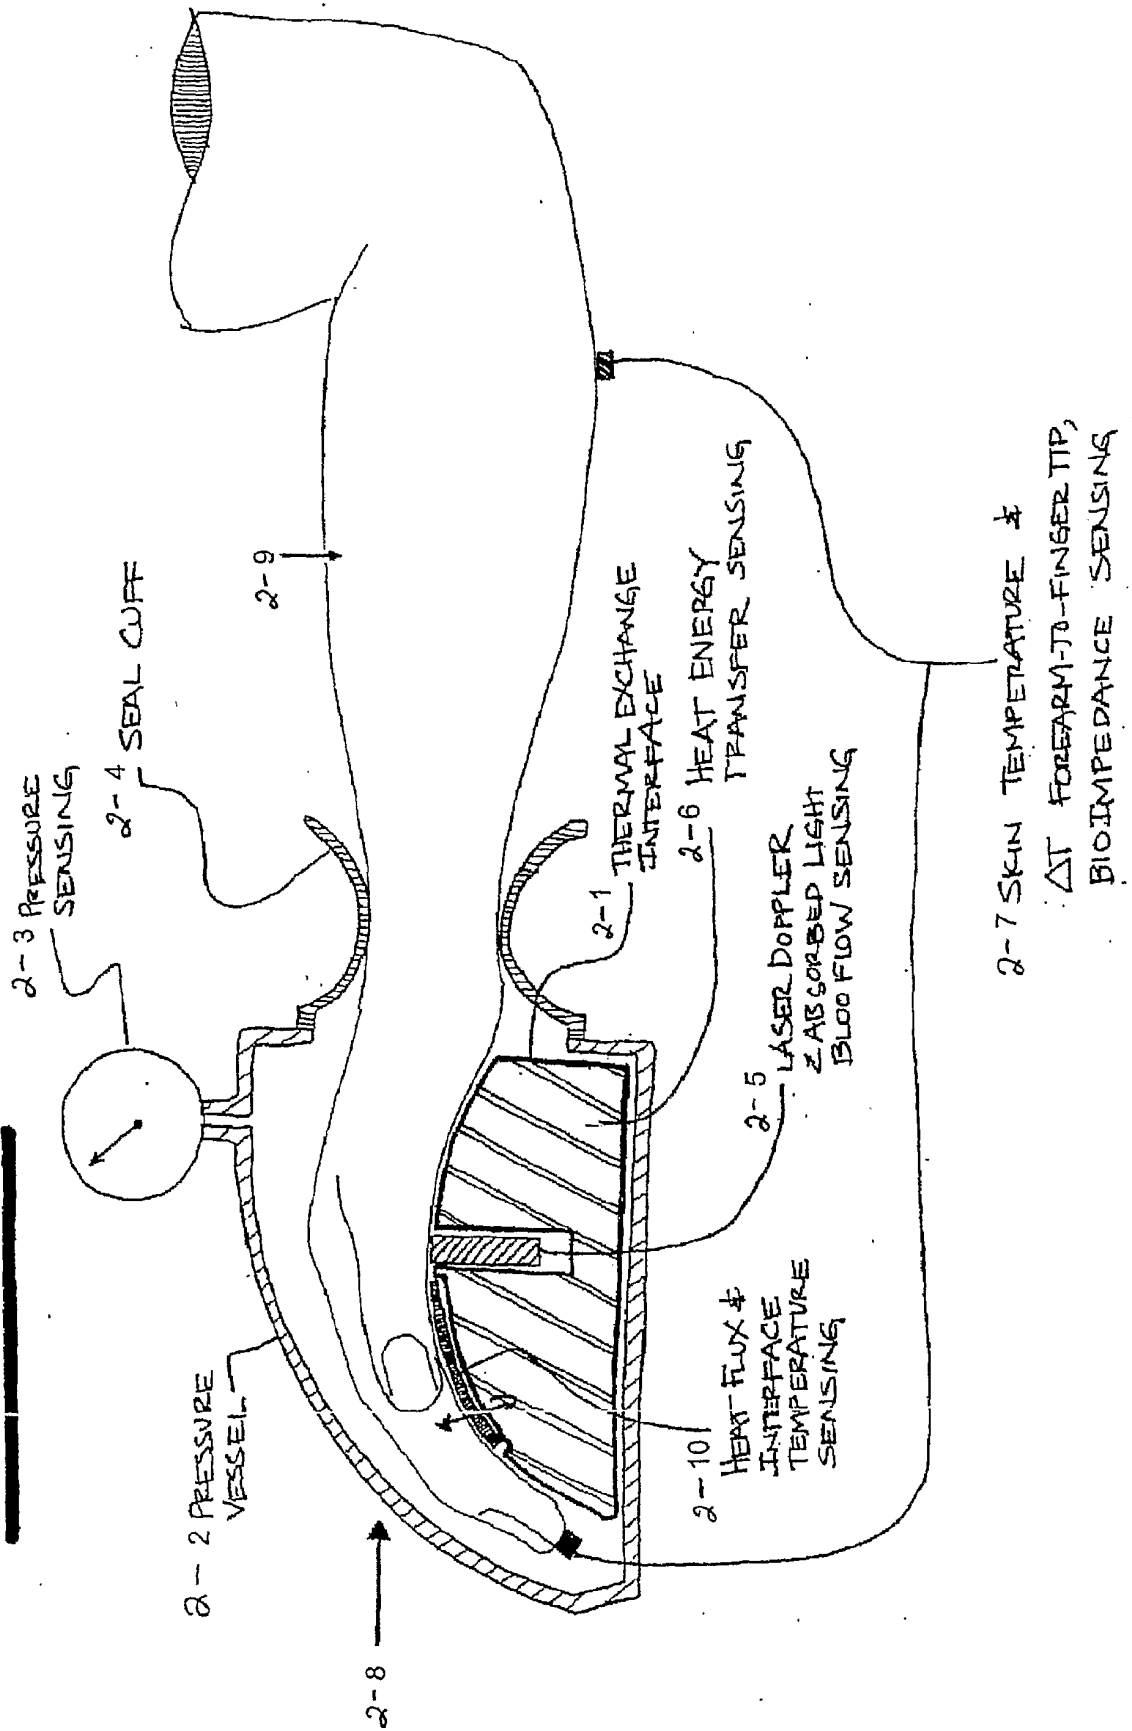 2-3 PRESSURE
SENSING
2-4 SEAL CUFF
2-9
2-2 PRESSURE
VESSEL
2-8
2-1 THERMAL EXCHANGE
INTERFACE
2-6 HEAT ENERGY
TRANSFER SENSING
2-5 LASER DOPPLER
& ABSORBED LIGHT
BLOO FLOW SENSING
2-101
HEAT FLUX &
INTERFACE
TEMPERATURE
SENSING
2-7 SKIN TEMPERATURE &
ΔT FOREARM-TO-FINGER TIP,
BIOIMPEDANCE SENSING